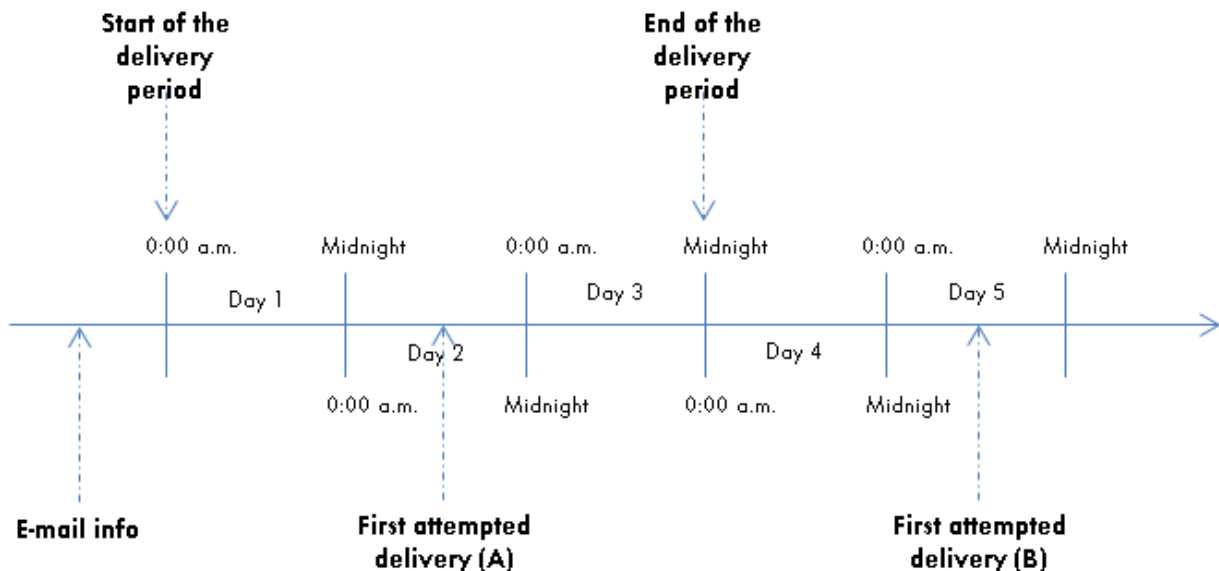 Start of the
delivery
period
End of the
delivery
period
0:00 a.m.
Midnight
0:00 a.m.
Midnight
0:00 a.m.
Midnight
Day 1
Day 3
Day 5
Day 2
Day 4
0:00 a.m.
Midnight
0:00 a.m.
Midnight
E-mail info
First attempted
delivery (A)
First attempted
delivery (B)